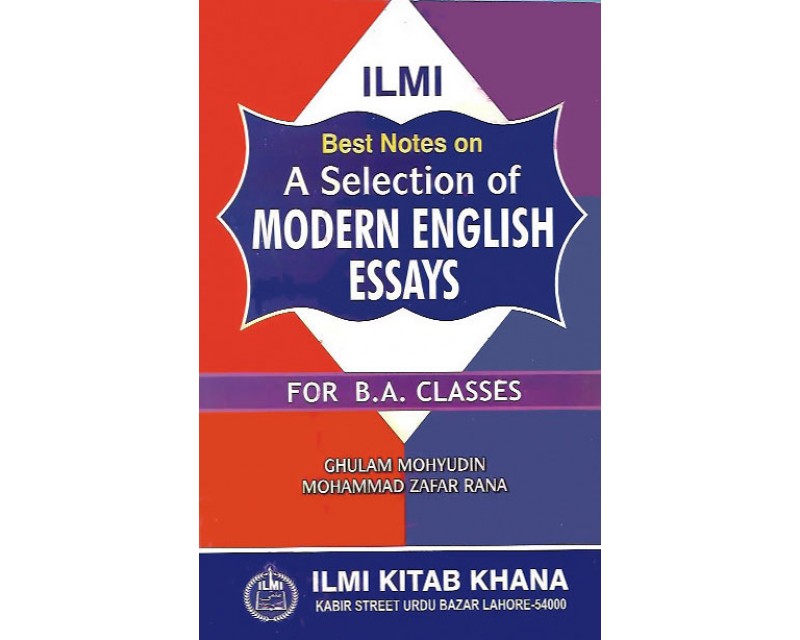 ILMI
Best Notes on
A Selection of
MODERN ENGLISH
ESSAYS
FOR B.A. CLASSES
GHULAM MOHYUDIN
MOHAMMAD ZAFAR RANA
ILMI
ILMI KITAB KHANA
KABIR STREET URDU BAZAR LAHORE-54000